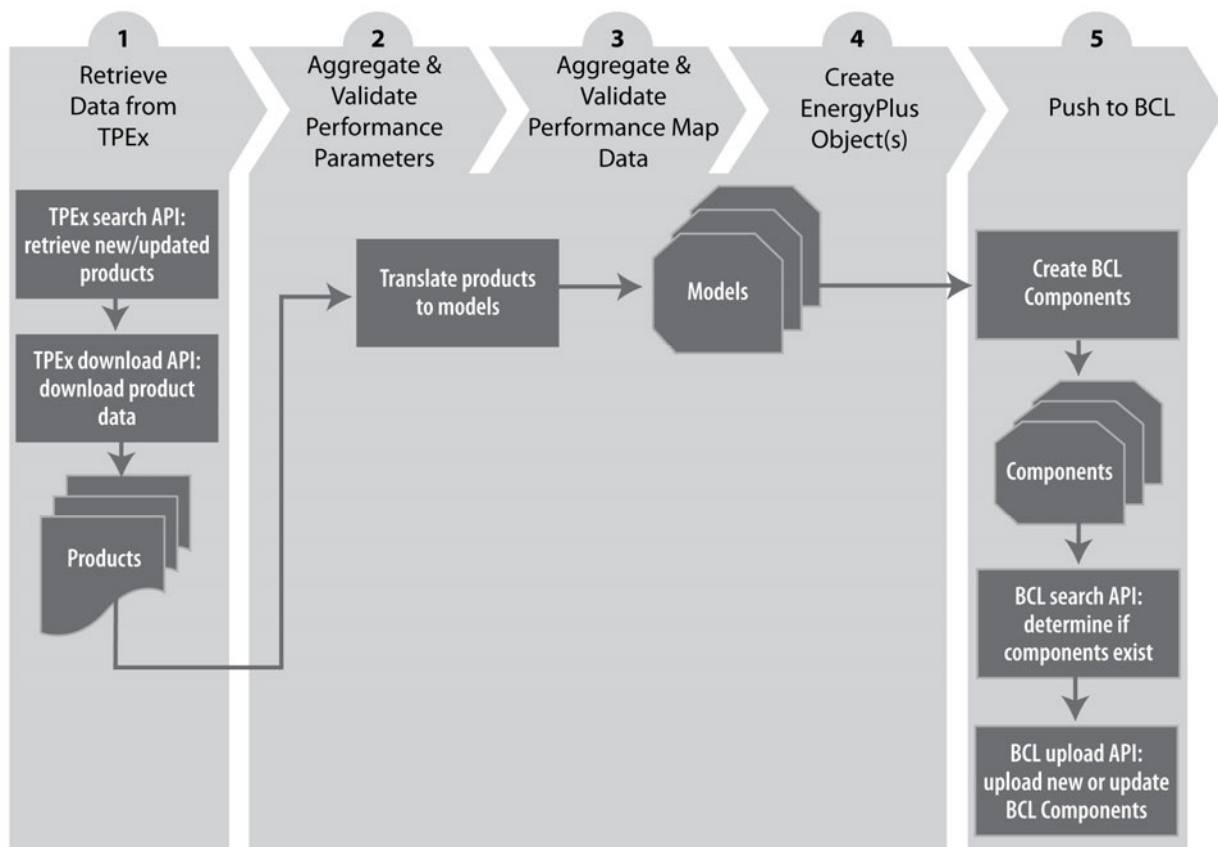 1
Retrieve
Data from
TPEx
2
Aggregate &
Validate
Performance
Parameters
3
Aggregate &
Validate
Performance Map
Data
4
Create
EnergyPlus
Object(s)
5
Push to BCL
TPEx search API:
retrieve new/updated
products
TPEx download API:
download product
data
Products
Translate products
to models
Models
Create BCL
Components
Components
BCL search API:
determine if
components exist
BCL upload API:
upload new or update
BCL Components